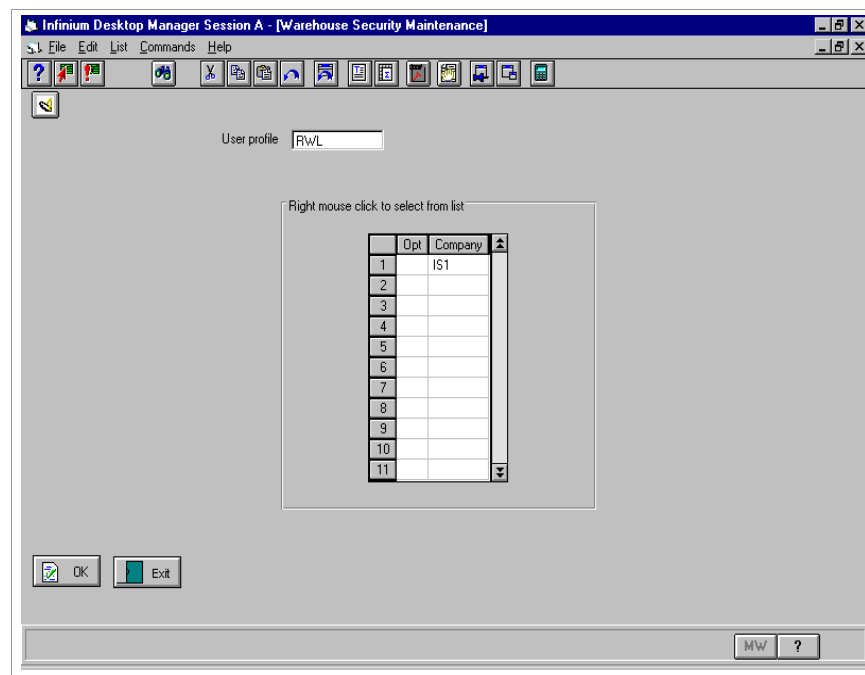 Infinium Desktop Manager Session A - [Warehouse Security Maintenance]
File Edit List Commands Help
User profile RWL
Right mouse click to select from list
Opt Company
1 IS1
2
3
4
5
6
7
8
9
10
11
OK Exit
MW ?